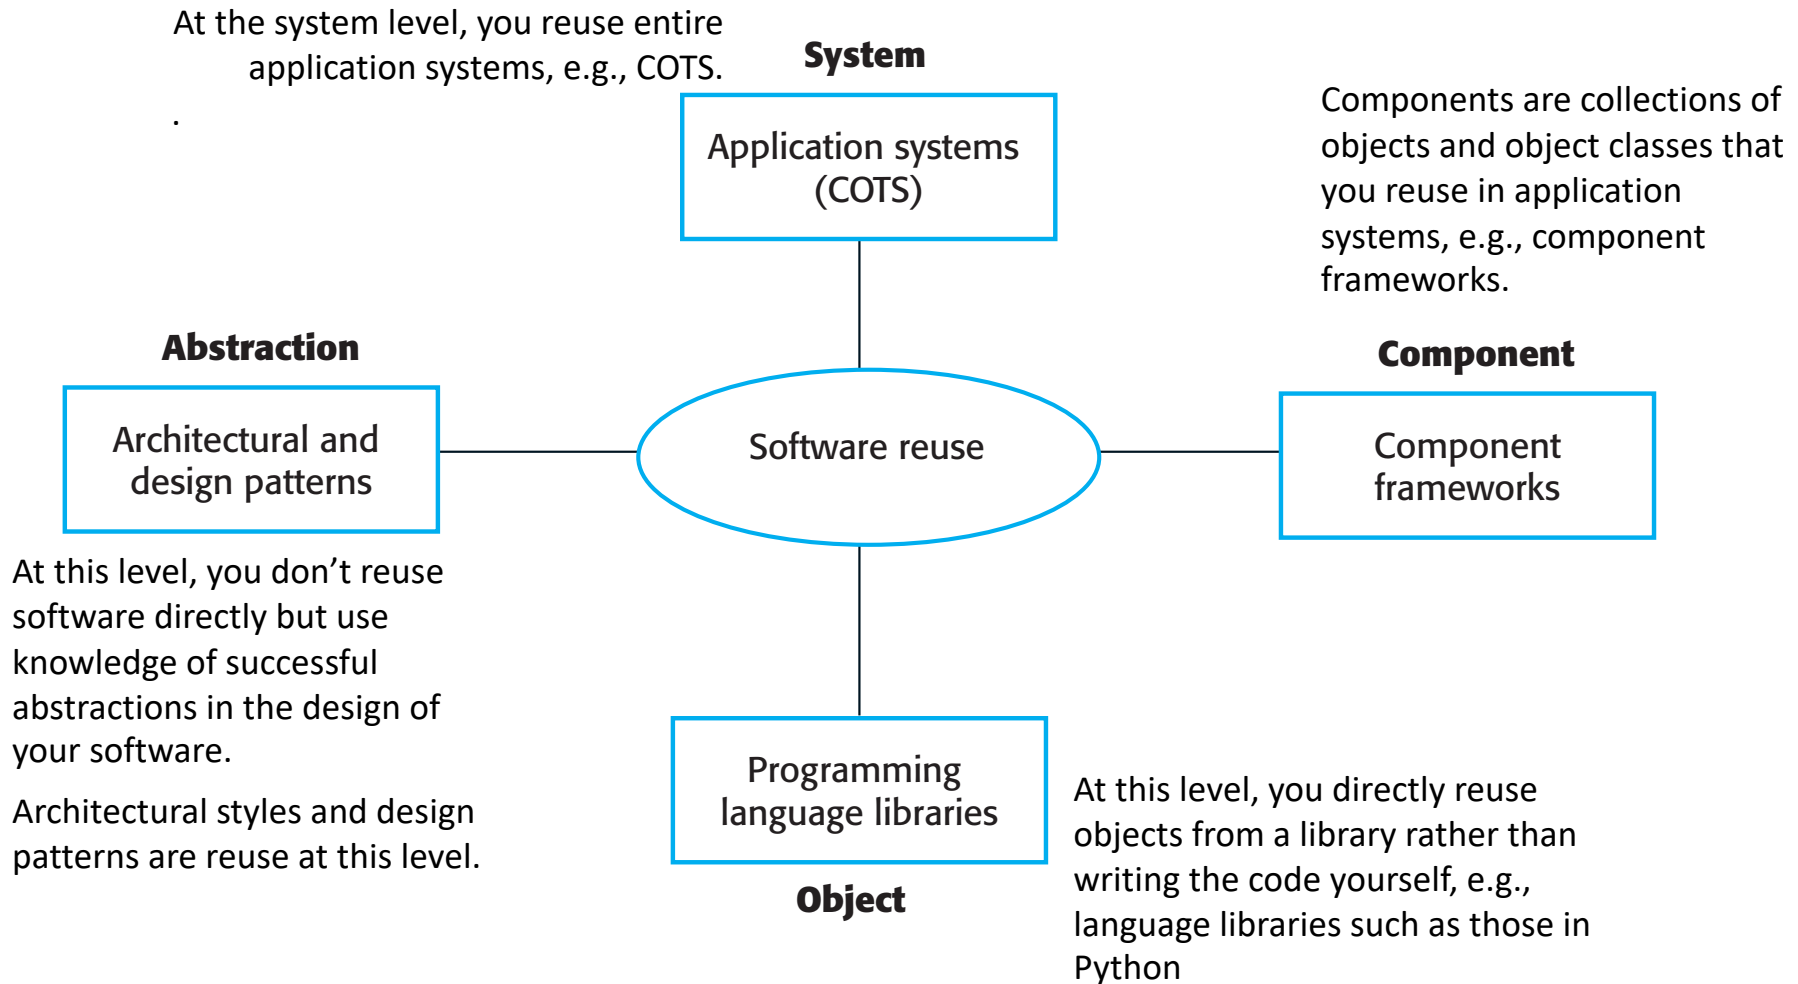 At the system level, you reuse entire
application systems, e.g., COTS.
.
System
Application systems
(COTS)
Components are collections of
objects and object classes that
you reuse in application
systems, e.g., component
frameworks.
Abstraction
Architectural and
design patterns
Software reuse
Component
Component
frameworks
At this level, you don’t reuse
software directly but use
knowledge of successful
abstractions in the design of
your software.
Architectural styles and design
patterns are reuse at this level.
Programming
language libraries
Object
At this level, you directly reuse
objects from a library rather than
writing the code yourself, e.g.,
language libraries such as those in
Python